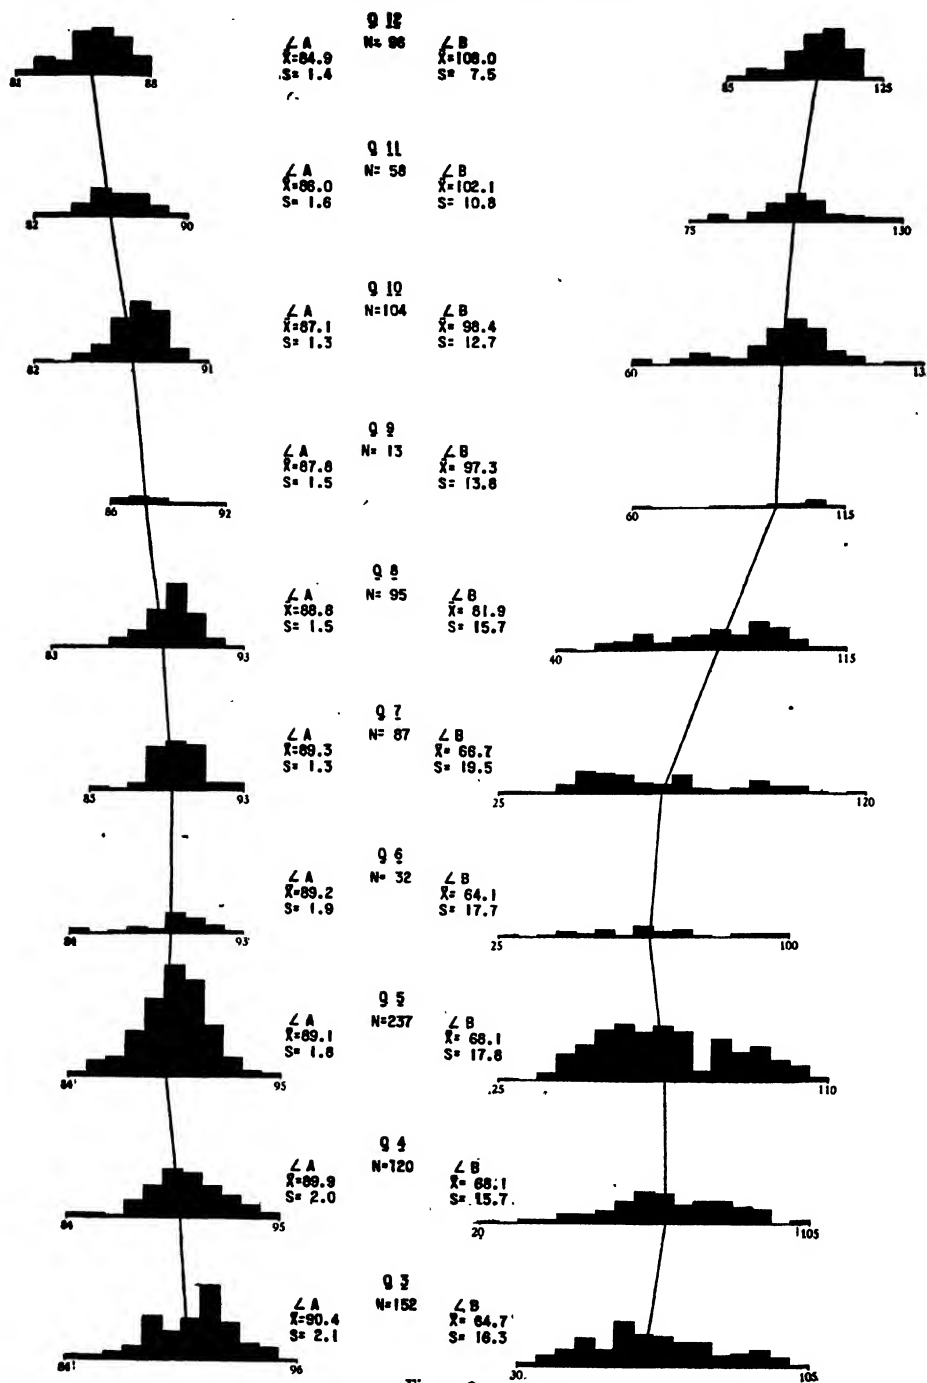 Q 12
∠ A N= 96 ∠ B
X̄=84.9 X̄=108.0
S= 1.4 S= 7.5
82 88 85 125
Q 11
∠ A N= 58 ∠ B
X̄=86.0 X̄=102.1
S= 1.6 S= 10.8
82 90 75 130
Q 10
∠ A N=104 ∠ B
X̄=87.1 X̄= 98.4
S= 1.3 S= 12.7
82 91 60
Q 9
∠ A N= 13 ∠ B
X̄=87.8 X̄= 97.3
S= 1.5 S= 13.8
86 92 60 115
Q 8
∠ A N= 95 ∠ B
X̄=88.8 X̄= 81.9
S= 1.5 S= 15.7
83 93 40 115
Q 7
∠ A N= 87 ∠ B
X̄=89.3 X̄= 66.7
S= 1.3 S= 19.5
85 93 25 120
Q 6
∠ A N= 32 ∠ B
X̄=89.2 X̄= 64.1
S= 1.9 S= 17.7
84 93 25 100
Q 5
∠ A N=237 ∠ B
X̄=89.1 X̄= 68.1
S= 1.8 S= 17.8
84 95 25 110
Q 4
∠ A N=120 ∠ B
X̄=89.9 X̄= 68.1
S= 2.0 S= 15.7
84 95 20 105
Q 3
∠ A N=152 ∠ B
X̄=90.4 X̄= 64.7
S= 2.1 S= 16.3
84 96 30 105